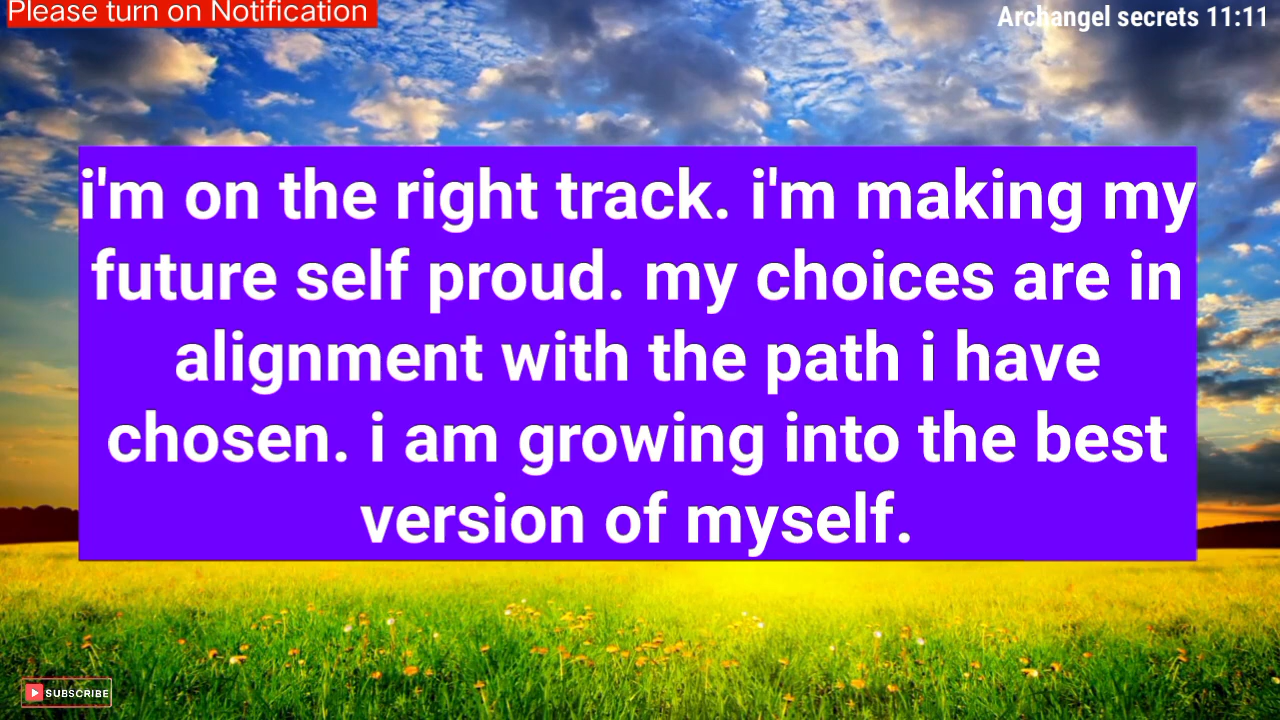 Please turn on Notification
Archangel secrets 11:11
i'm on the right track. i'm making my
future self proud. my choices are in
alignment with the path i have
chosen. i am growing into the best
version of myself.
SUBSCRIBE